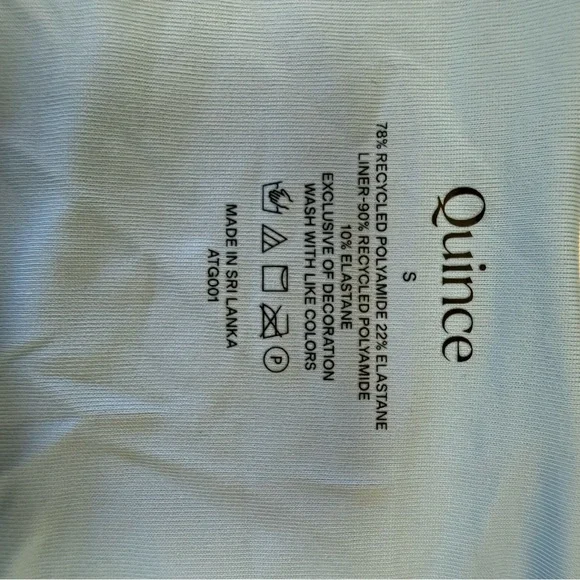 Quince
S
78% RECYCLED POLYAMIDE 22% ELASTANE
LINER-90% RECYCLED POLYAMIDE
10% ELASTANE
EXCLUSIVE OF DECORATION
WASH WITH LIKE COLORS
P
MADE IN SRI LANKA
ATG001